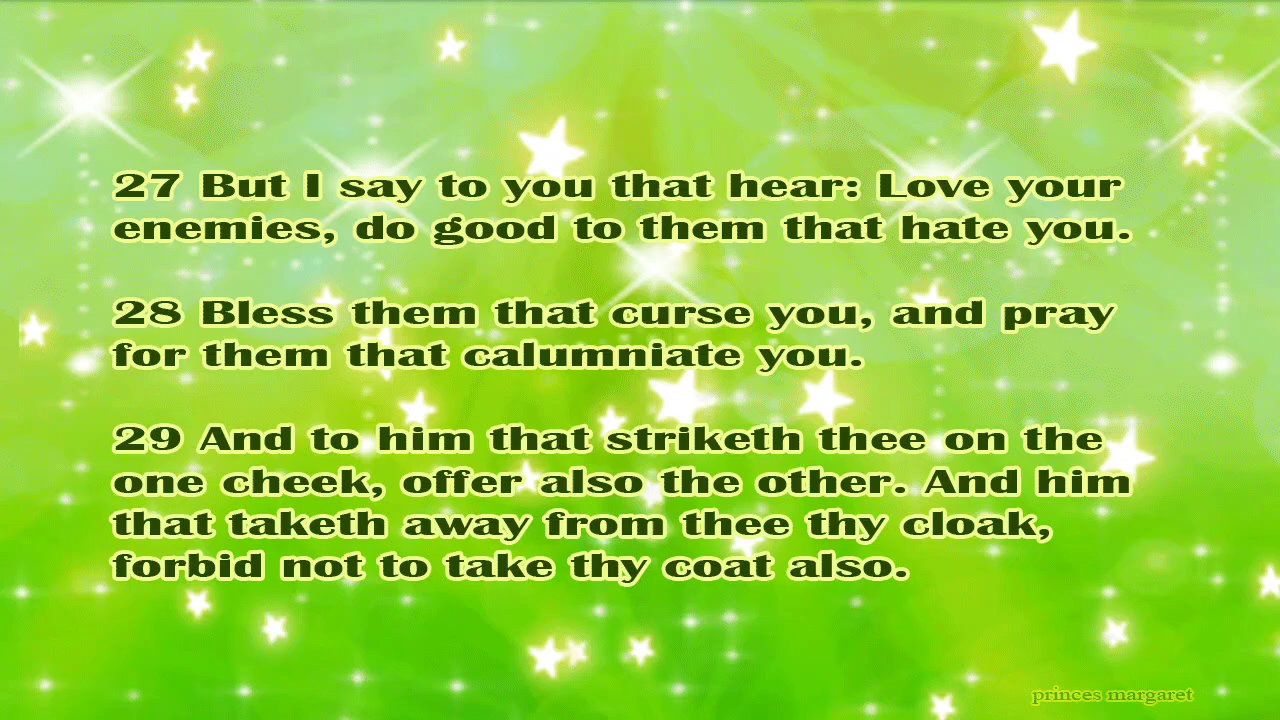 27 But I say to you that hear: Love your
enemies, do good to them that hate you.
28 Bless them that curse you, and pray
for them that calumniate you.
29 And to him that striketh thee on the
one cheek, offer also the other. And him
that taketh away from thee thy cloak,
forbid not to take thy coat also.
princes margaret